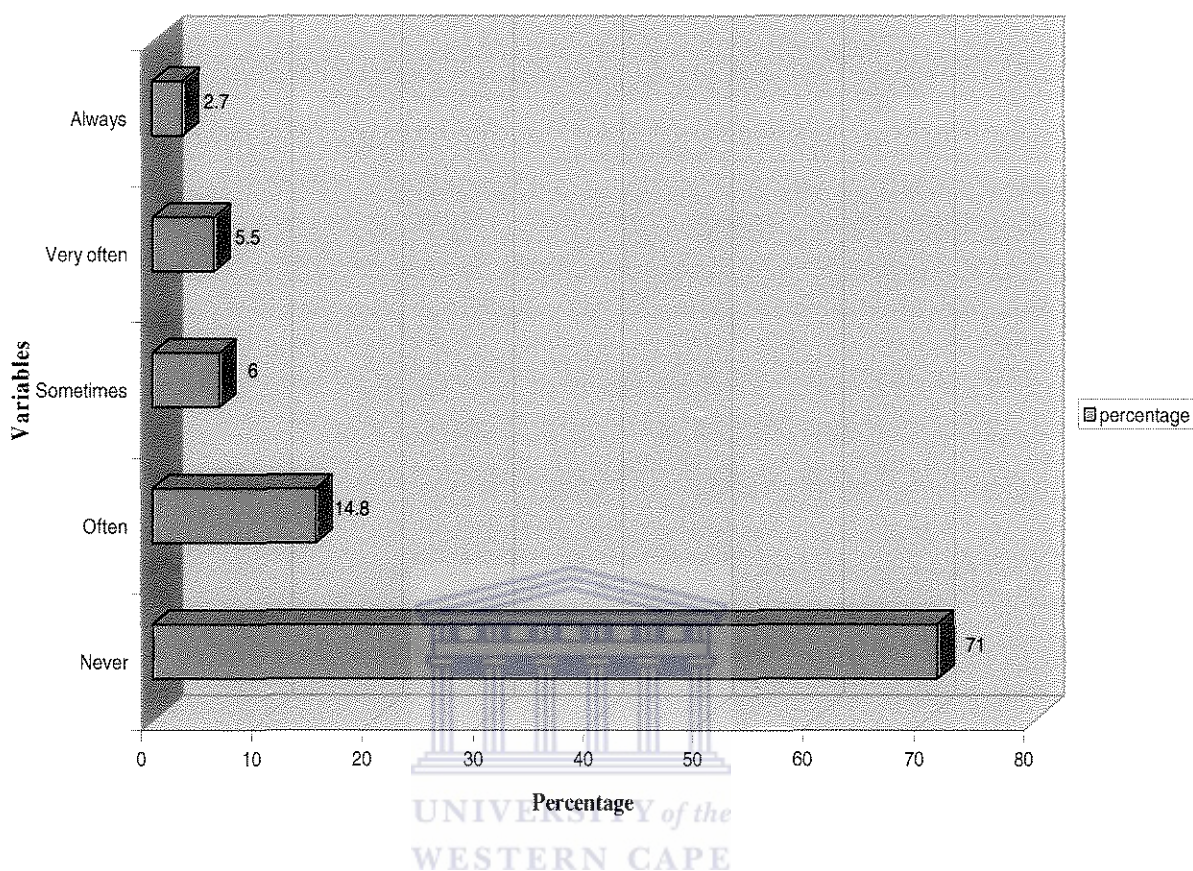 Always
2.7
Very often
5.5
Variables
Sometimes
6
percentage
Often
14.8
Never
71
0 10 20 30 40 50 60 70 80
Percentage
UNIVERSITY of the
WESTERN CAPE